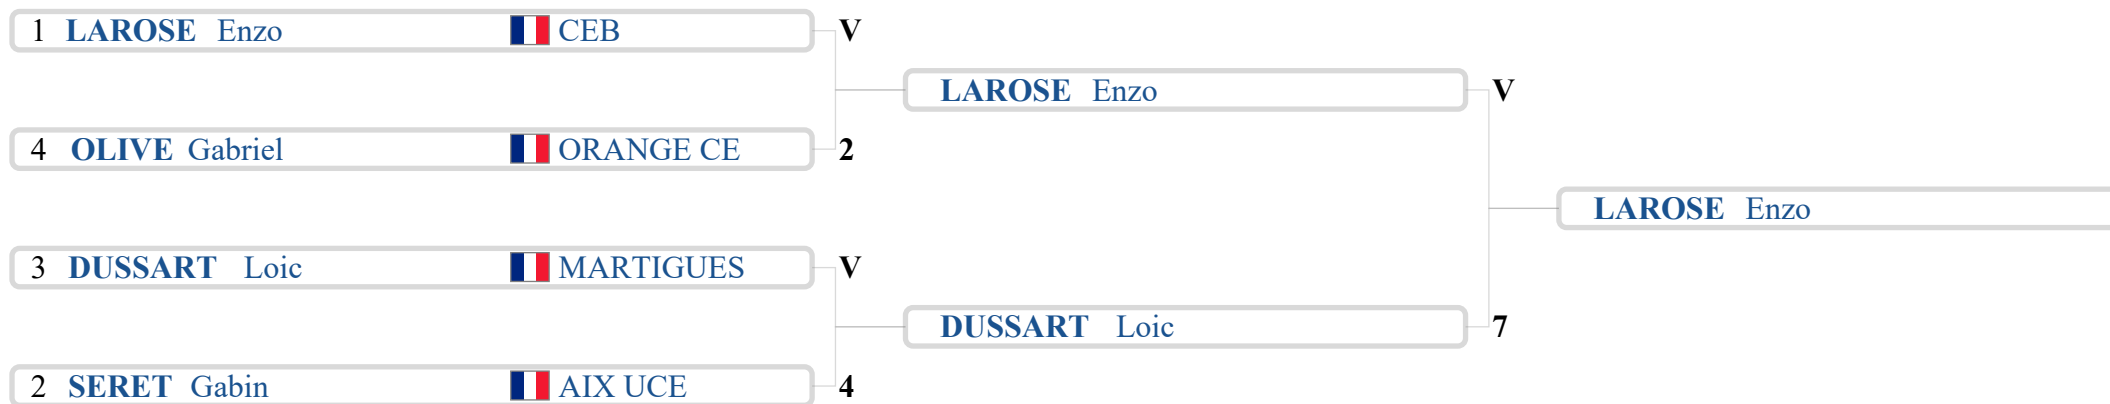 1 LAROSE Enzo CEB V
LAROSE Enzo V
4 OLIVE Gabriel ORANGE CE 2
LAROSE Enzo
3 DUSSART Loic MARTIGUES V
DUSSART Loic 7
2 SERET Gabin AIX UCE 4